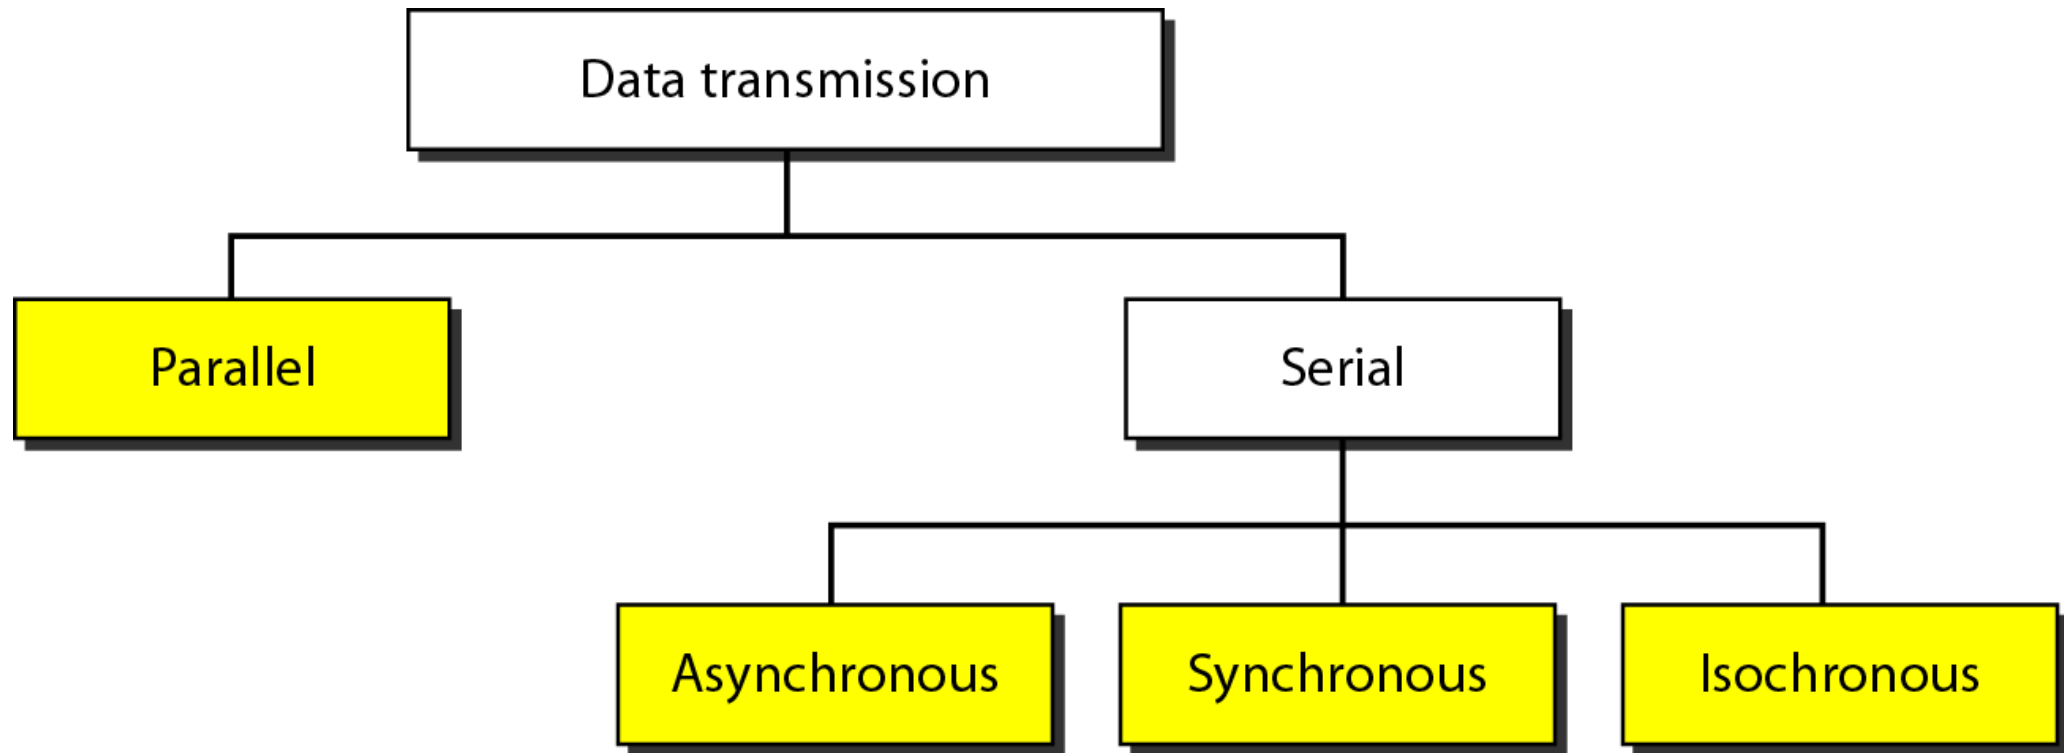 Data transmission
Parallel
Serial
Asynchronous
Synchronous
Isochronous